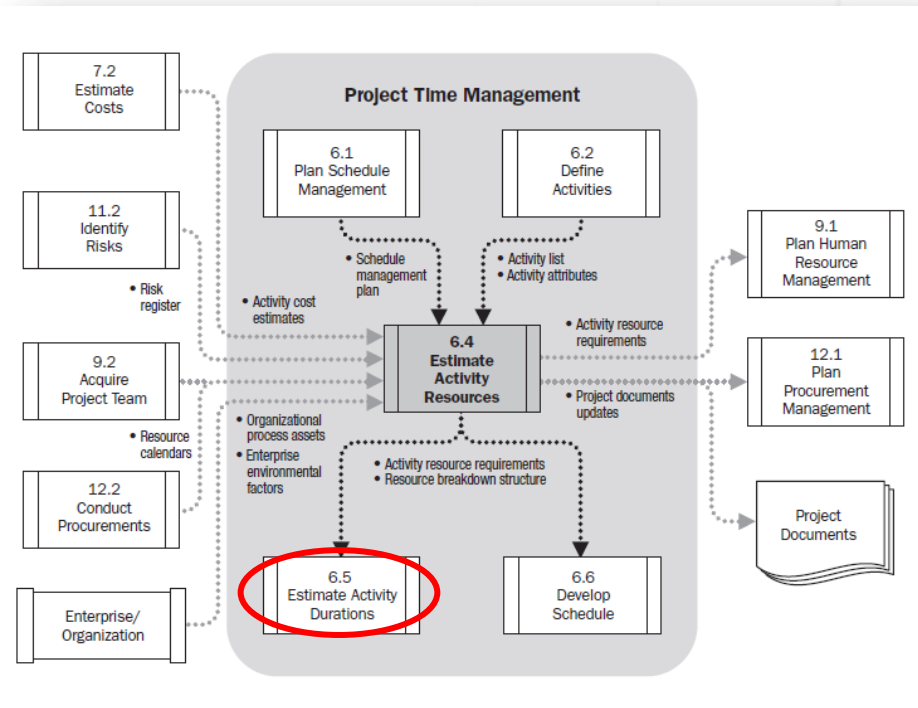 7.2
Estimate
Costs
Project Time Management
6.1
Plan Schedule
Management
6.2
Define
Activities
11.2
Identify
Risks
9.1
Plan Human
Resource
Management
• Schedule
management
plan
• Activity list
• Activity attributes
• Risk
register
• Activity cost
estimates
6.4
Estimate
Activity
Resources
• Activity resource
requirements
9.2
Acquire
Project Team
12.1
Plan
Procurement
Management
• Project documents
updates
• Resource
calendars
• Organizational
process assets
• Enterprise
environmental
factors
• Activity resource requirements
• Resource breakdown structure
12.2
Conduct
Procurements
Project
Documents
6.5
Estimate Activity
Durations
6.6
Develop
Schedule
Enterprise/
Organization